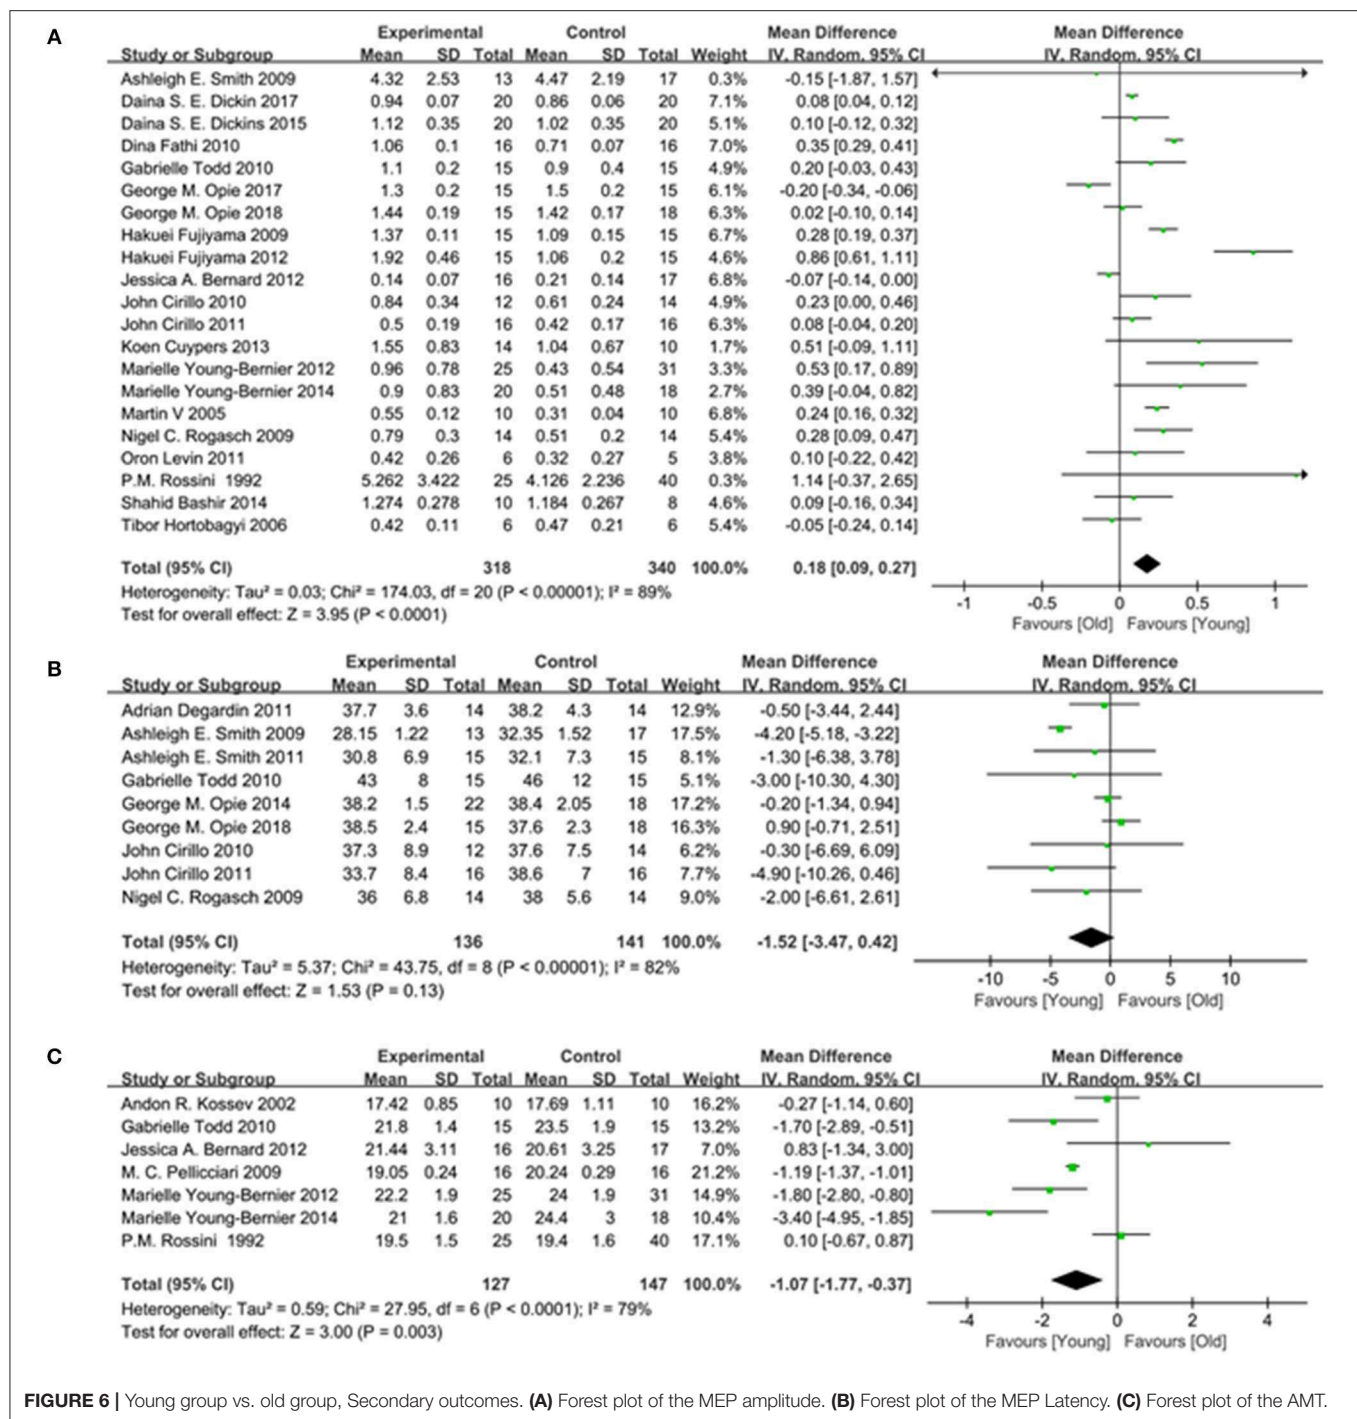 A
Experimental Control Mean Difference Mean Difference
Study or Subgroup Mean SD Total Mean SD Total Weight IV, Random, 95% CI IV, Random, 95% CI
Ashleigh E. Smith 2009 4.32 2.53 13 4.47 2.19 17 0.3% -0.15 [-1.87, 1.57]
Daina S. E. Dickin 2017 0.94 0.07 20 0.86 0.06 20 7.1% 0.08 [0.04, 0.12]
Daina S. E. Dickins 2015 1.12 0.35 20 1.02 0.35 20 5.1% 0.10 [-0.12, 0.32]
Dina Fathi 2010 1.06 0.1 16 0.71 0.07 16 7.0% 0.35 [0.29, 0.41]
Gabrielle Todd 2010 1.1 0.2 15 0.9 0.4 15 4.9% 0.20 [-0.03, 0.43]
George M. Opie 2017 1.3 0.2 15 1.5 0.2 15 6.1% -0.20 [-0.34, -0.06]
George M. Opie 2018 1.44 0.19 15 1.42 0.17 18 6.3% 0.02 [-0.10, 0.14]
Hakuei Fujiyama 2009 1.37 0.11 15 1.09 0.15 15 6.7% 0.28 [0.19, 0.37]
Hakuei Fujiyama 2012 1.92 0.46 15 1.06 0.2 15 4.6% 0.86 [0.61, 1.11]
Jessica A. Bernard 2012 0.14 0.07 16 0.21 0.14 17 6.8% -0.07 [-0.14, 0.00]
John Cirillo 2010 0.84 0.34 12 0.61 0.24 14 4.9% 0.23 [0.00, 0.46]
John Cirillo 2011 0.5 0.19 16 0.42 0.17 16 6.3% 0.08 [-0.04, 0.20]
Koen Cuypers 2013 1.55 0.83 14 1.04 0.67 10 1.7% 0.51 [-0.09, 1.11]
Marielle Young-Bernier 2012 0.96 0.78 25 0.43 0.54 31 3.3% 0.53 [0.17, 0.89]
Marielle Young-Bernier 2014 0.9 0.83 20 0.51 0.48 18 2.7% 0.39 [-0.04, 0.82]
Martin V 2005 0.55 0.12 10 0.31 0.04 10 6.8% 0.24 [0.16, 0.32]
Nigel C. Rogasch 2009 0.79 0.3 14 0.51 0.2 14 5.4% 0.28 [0.09, 0.47]
Oron Levin 2011 0.42 0.26 6 0.32 0.27 5 3.8% 0.10 [-0.22, 0.42]
P.M. Rossini 1992 5.262 3.422 25 4.126 2.236 40 0.3% 1.14 [-0.37, 2.65]
Shahid Bashir 2014 1.274 0.278 10 1.184 0.267 8 4.6% 0.09 [-0.16, 0.34]
Tibor Hortobagyi 2006 0.42 0.11 6 0.47 0.21 6 5.4% -0.05 [-0.24, 0.14]
Total (95% CI) 318 340 100.0% 0.18 [0.09, 0.27]
Heterogeneity: Tau² = 0.03; Chi² = 174.03, df = 20 (P < 0.00001); I² = 89%
Test for overall effect: Z = 3.95 (P < 0.0001)
-1 -0.5 0 0.5 1
Favours [Old] Favours [Young]
B
Experimental Control Mean Difference Mean Difference
Study or Subgroup Mean SD Total Mean SD Total Weight IV, Random, 95% CI IV, Random, 95% CI
Adrian Degardin 2011 37.7 3.6 14 38.2 4.3 14 12.9% -0.50 [-3.44, 2.44]
Ashleigh E. Smith 2009 28.15 1.22 13 32.35 1.52 17 17.5% -4.20 [-5.18, -3.22]
Ashleigh E. Smith 2011 30.8 6.9 15 32.1 7.3 15 8.1% -1.30 [-6.38, 3.78]
Gabrielle Todd 2010 43 8 15 46 12 15 5.1% -3.00 [-10.30, 4.30]
George M. Opie 2014 38.2 1.5 22 38.4 2.05 18 17.2% -0.20 [-1.34, 0.94]
George M. Opie 2018 38.5 2.4 15 37.6 2.3 18 16.3% 0.90 [-0.71, 2.51]
John Cirillo 2010 37.3 8.9 12 37.6 7.5 14 6.2% -0.30 [-6.69, 6.09]
John Cirillo 2011 33.7 8.4 16 38.6 7 16 7.7% -4.90 [-10.26, 0.46]
Nigel C. Rogasch 2009 36 6.8 14 38 5.6 14 9.0% -2.00 [-6.61, 2.61]
Total (95% CI) 136 141 100.0% -1.52 [-3.47, 0.42]
Heterogeneity: Tau² = 5.37; Chi² = 43.75, df = 8 (P < 0.00001); I² = 82%
Test for overall effect: Z = 1.53 (P = 0.13)
-10 -5 0 5 10
Favours [Young] Favours [Old]
C
Experimental Control Mean Difference Mean Difference
Study or Subgroup Mean SD Total Mean SD Total Weight IV, Random, 95% CI IV, Random, 95% CI
Andon R. Kossev 2002 17.42 0.85 10 17.69 1.11 10 16.2% -0.27 [-1.14, 0.60]
Gabrielle Todd 2010 21.8 1.4 15 23.5 1.9 15 13.2% -1.70 [-2.89, -0.51]
Jessica A. Bernard 2012 21.44 3.11 16 20.61 3.25 17 7.0% 0.83 [-1.34, 3.00]
M. C. Pellicciari 2009 19.05 0.24 16 20.24 0.29 16 21.2% -1.19 [-1.37, -1.01]
Marielle Young-Bernier 2012 22.2 1.9 25 24 1.9 31 14.9% -1.80 [-2.80, -0.80]
Marielle Young-Bernier 2014 21 1.6 20 24.4 3 18 10.4% -3.40 [-4.95, -1.85]
P.M. Rossini 1992 19.5 1.5 25 19.4 1.6 40 17.1% 0.10 [-0.67, 0.87]
Total (95% CI) 127 147 100.0% -1.07 [-1.77, -0.37]
Heterogeneity: Tau² = 0.59; Chi² = 27.95, df = 6 (P < 0.0001); I² = 79%
Test for overall effect: Z = 3.00 (P = 0.003)
-4 -2 0 2 4
Favours [Young] Favours [Old]
FIGURE 6 | Young group vs. old group, Secondary outcomes. (A) Forest plot of the MEP amplitude. (B) Forest plot of the MEP Latency. (C) Forest plot of the AMT.